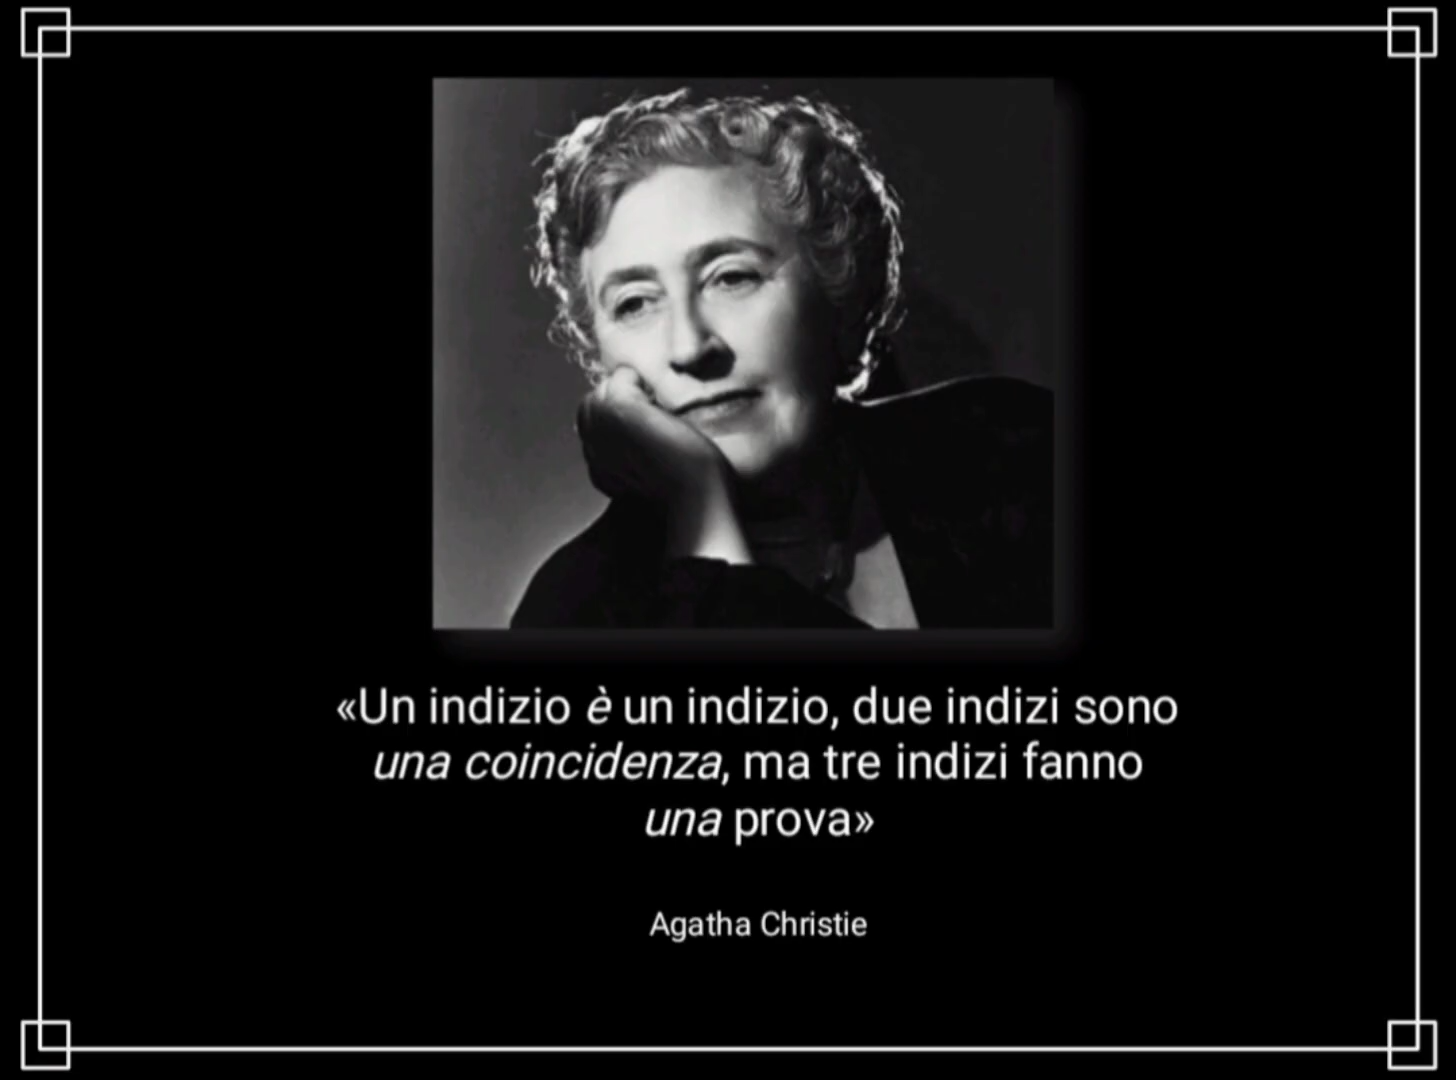 «Un indizio è un indizio, due indizi sono
una coincidenza, ma tre indizi fanno
una prova»
Agatha Christie